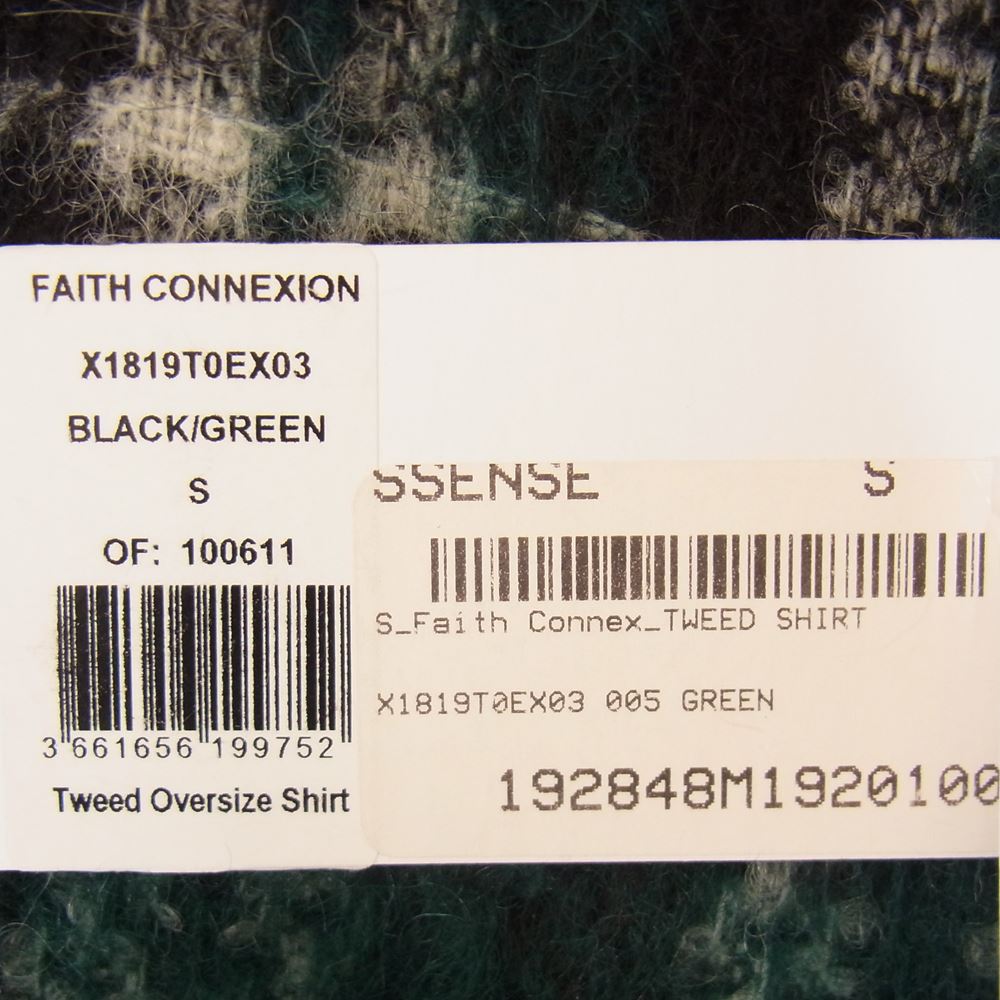 FAITH CONNEXION
X1819T0EX03
BLACK/GREEN
S
OF: 100611
3 661656 199752
Tweed Oversize Shirt
SSENSE S
S_Faith Connex_TWEED SHIRT
X1819T0EX03 005 GREEN
192848M1920100